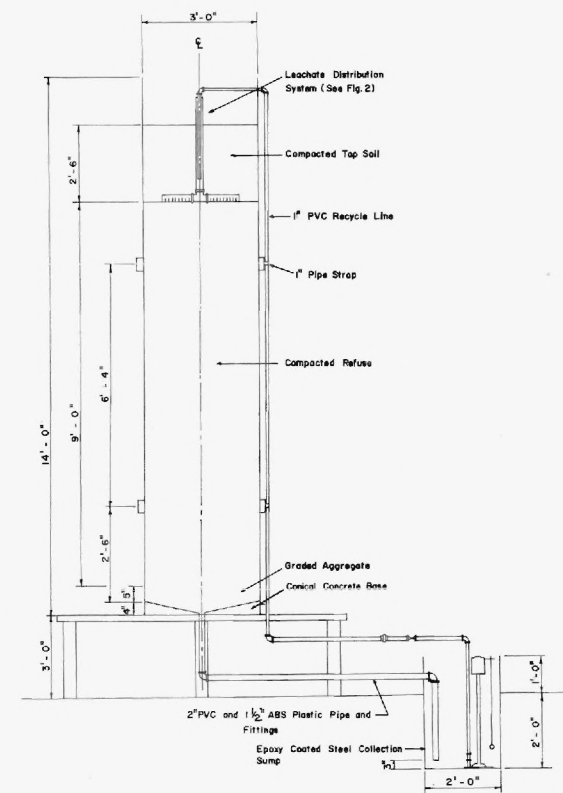 3'-0"
℄
Leachate Distribution
System (See Fig. 2)
2'-6"
Compacted Top Soil
1" PVC Recycle Line
1" Pipe Strap
Compacted Refuse
6'-4"
9'-0"
14'-0"
2'-6"
Graded Aggregate
Conical Concrete Base
5"
4"
3'-0"
1'-0"
2" PVC and 1 1/2" ABS Plastic Pipe and
Fittings
Epoxy Coated Steel Collection
Sump
2'-0"
3"
2'-0"